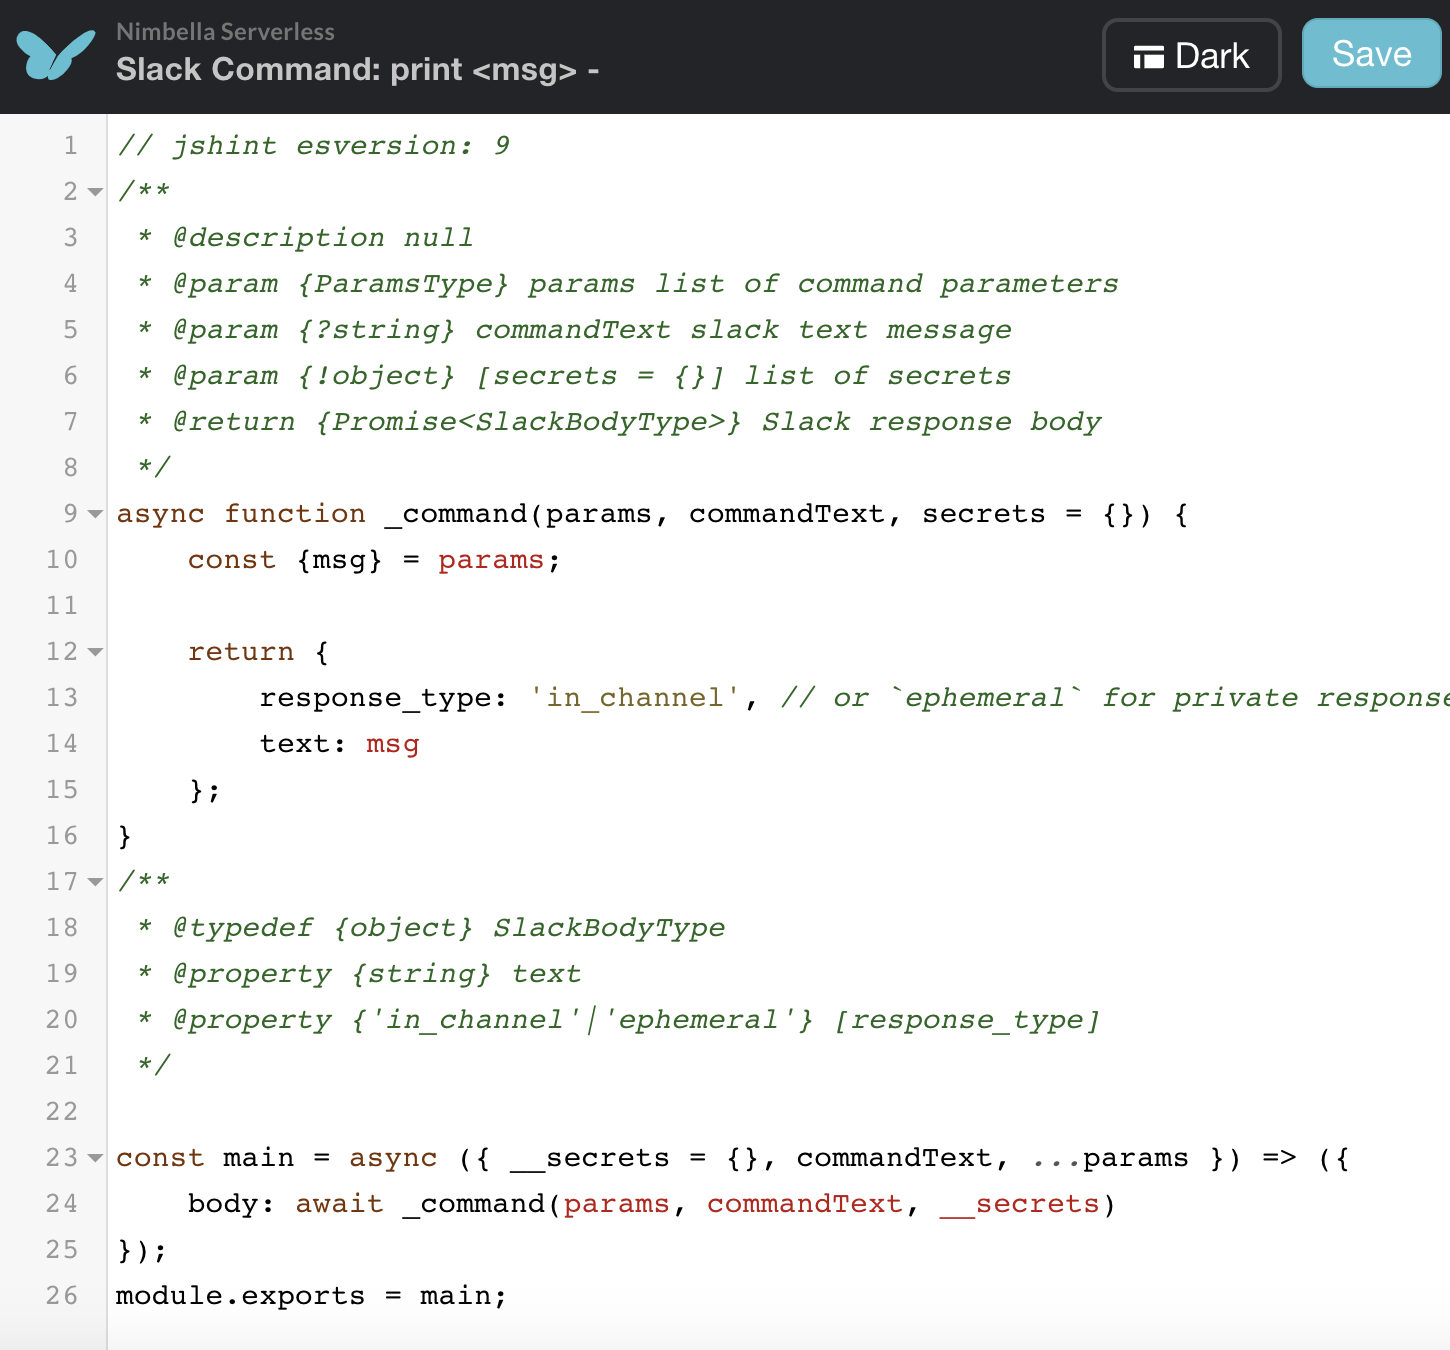 Nimbella Serverless
Slack Command: print <msg> -
Dark
Save
1 // jshint esversion: 9
2 /**
3  * @description null
4  * @param {ParamsType} params list of command parameters
5  * @param {?string} commandText slack text message
6  * @param {!object} [secrets = {}] list of secrets
7  * @return {Promise<SlackBodyType>} Slack response body
8  */
9 async function _command(params, commandText, secrets = {}) {
10     const {msg} = params;
11
12     return {
13         response_type: 'in_channel', // or `ephemeral` for private response
14         text: msg
15     };
16 }
17 /**
18  * @typedef {object} SlackBodyType
19  * @property {string} text
20  * @property {'in_channel'|'ephemeral'} [response_type]
21  */
22
23 const main = async ({ __secrets = {}, commandText, ...params }) => ({
24     body: await _command(params, commandText, __secrets)
25 });
26 module.exports = main;